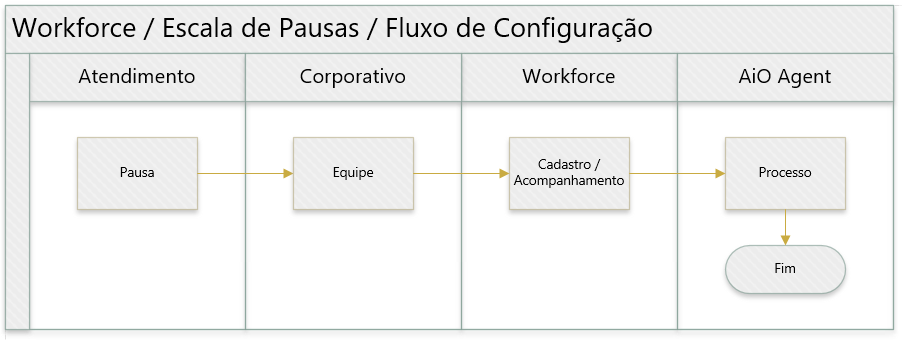 Workforce / Escala de Pausas / Fluxo de Configuração
Atendimento
Corporativo
Workforce
AiO Agent
Pausa
Equipe
Cadastro /
Acompanhamento
Processo
Fim